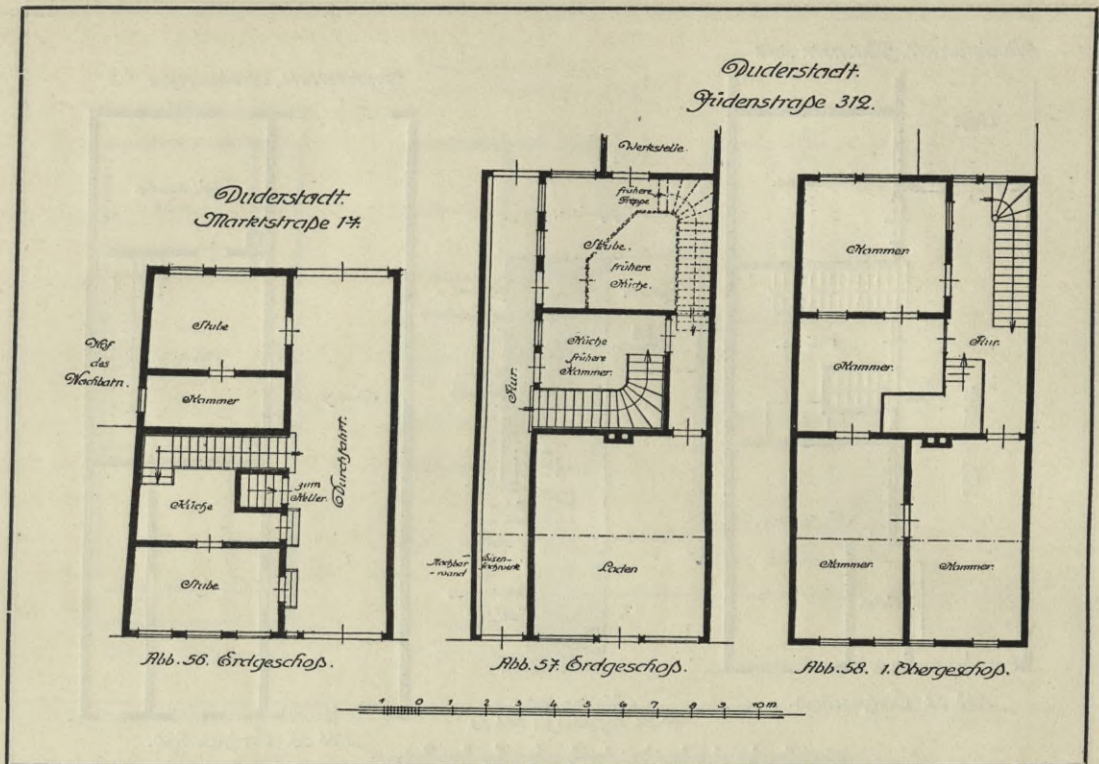 Duderstadt.
Jüdenstraße 312.
Duderstadt.
Marktstraße 17.
Stube
Hof
des
Nachbarn.
Kammer
zum
Keller.
Durchfahrt.
Küche
Stube
Abb. 56. Erdgeschoß.
Werkstelle.
frühere
Treppe
Stube.
frühere
Küche.
Küche
frühere
Kammer.
Flur.
Nachbar
-wand
Eisen-
fachwerk
Laden
Abb. 57. Erdgeschoß.
Kammer
Kammer.
Flur.
Kammer.
Kammer.
Abb. 58. 1. Obergeschoß.
1 0 1 2 3 4 5 6 7 8 9 10 m